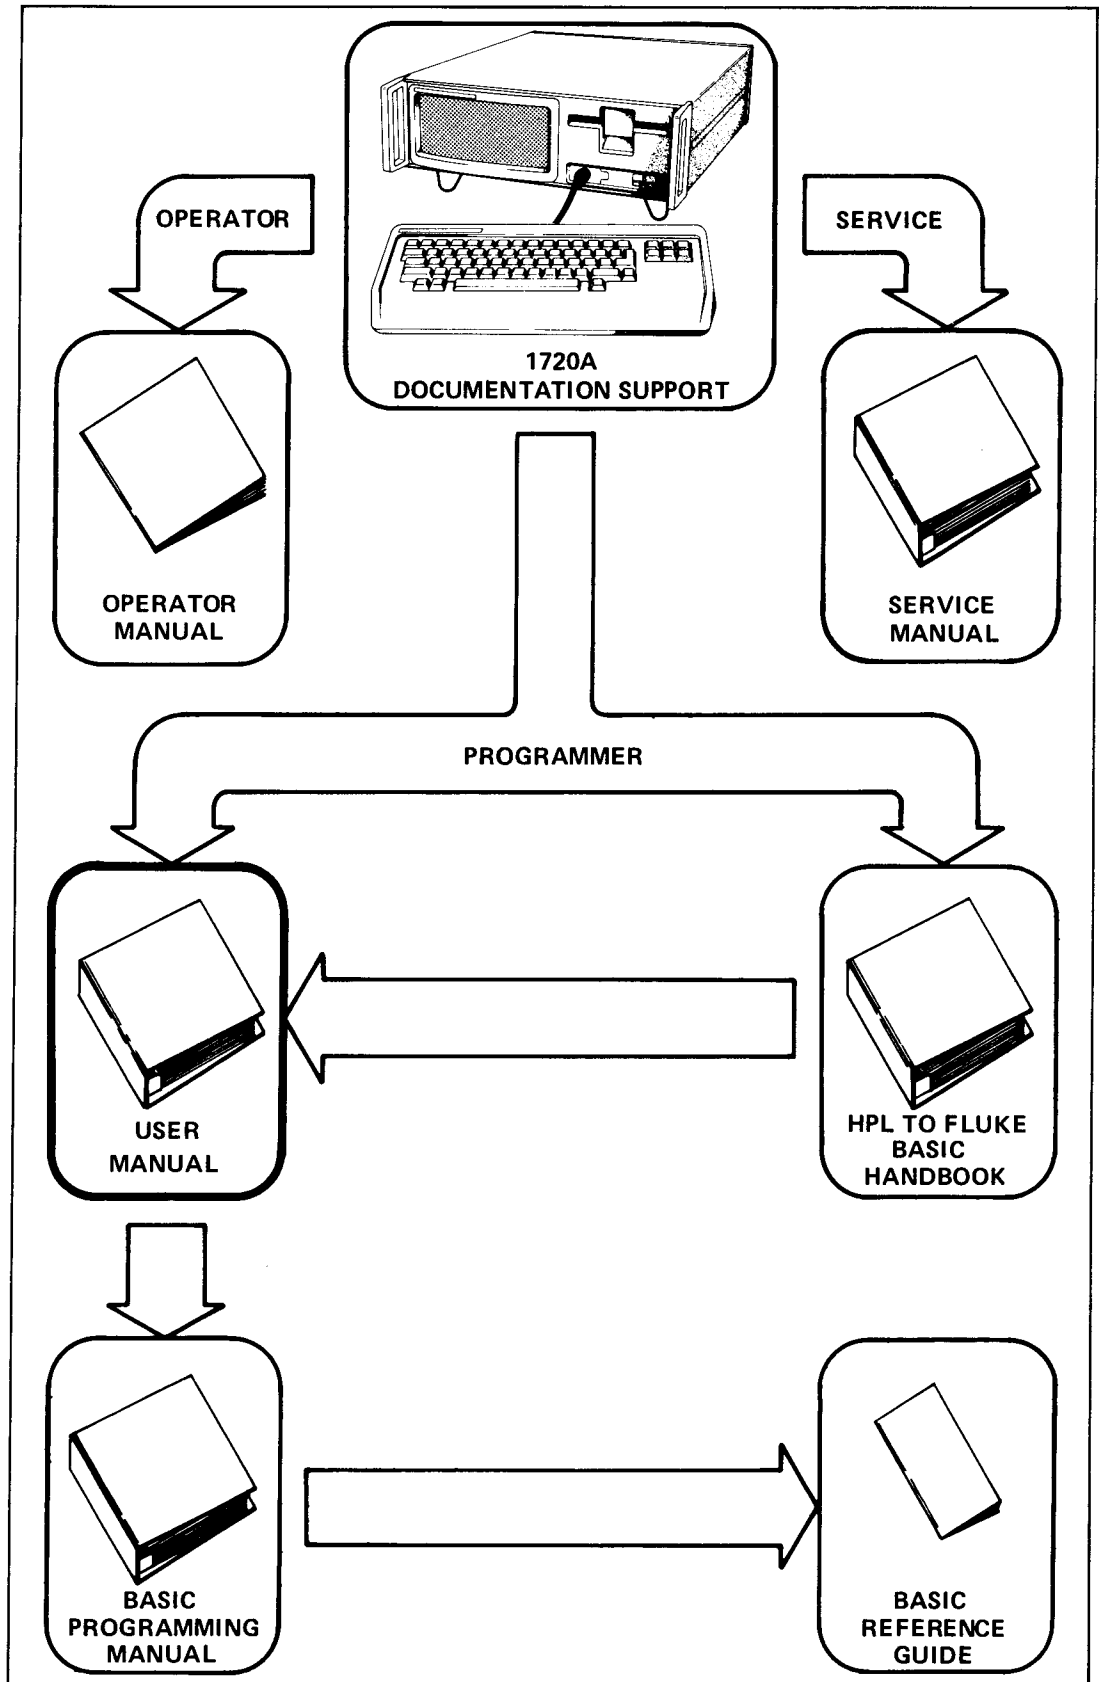 OPERATOR
SERVICE
1720A
DOCUMENTATION SUPPORT
OPERATOR
MANUAL
SERVICE
MANUAL
PROGRAMMER
USER
MANUAL
HPL TO FLUKE
BASIC
HANDBOOK
BASIC
PROGRAMMING
MANUAL
BASIC
REFERENCE
GUIDE